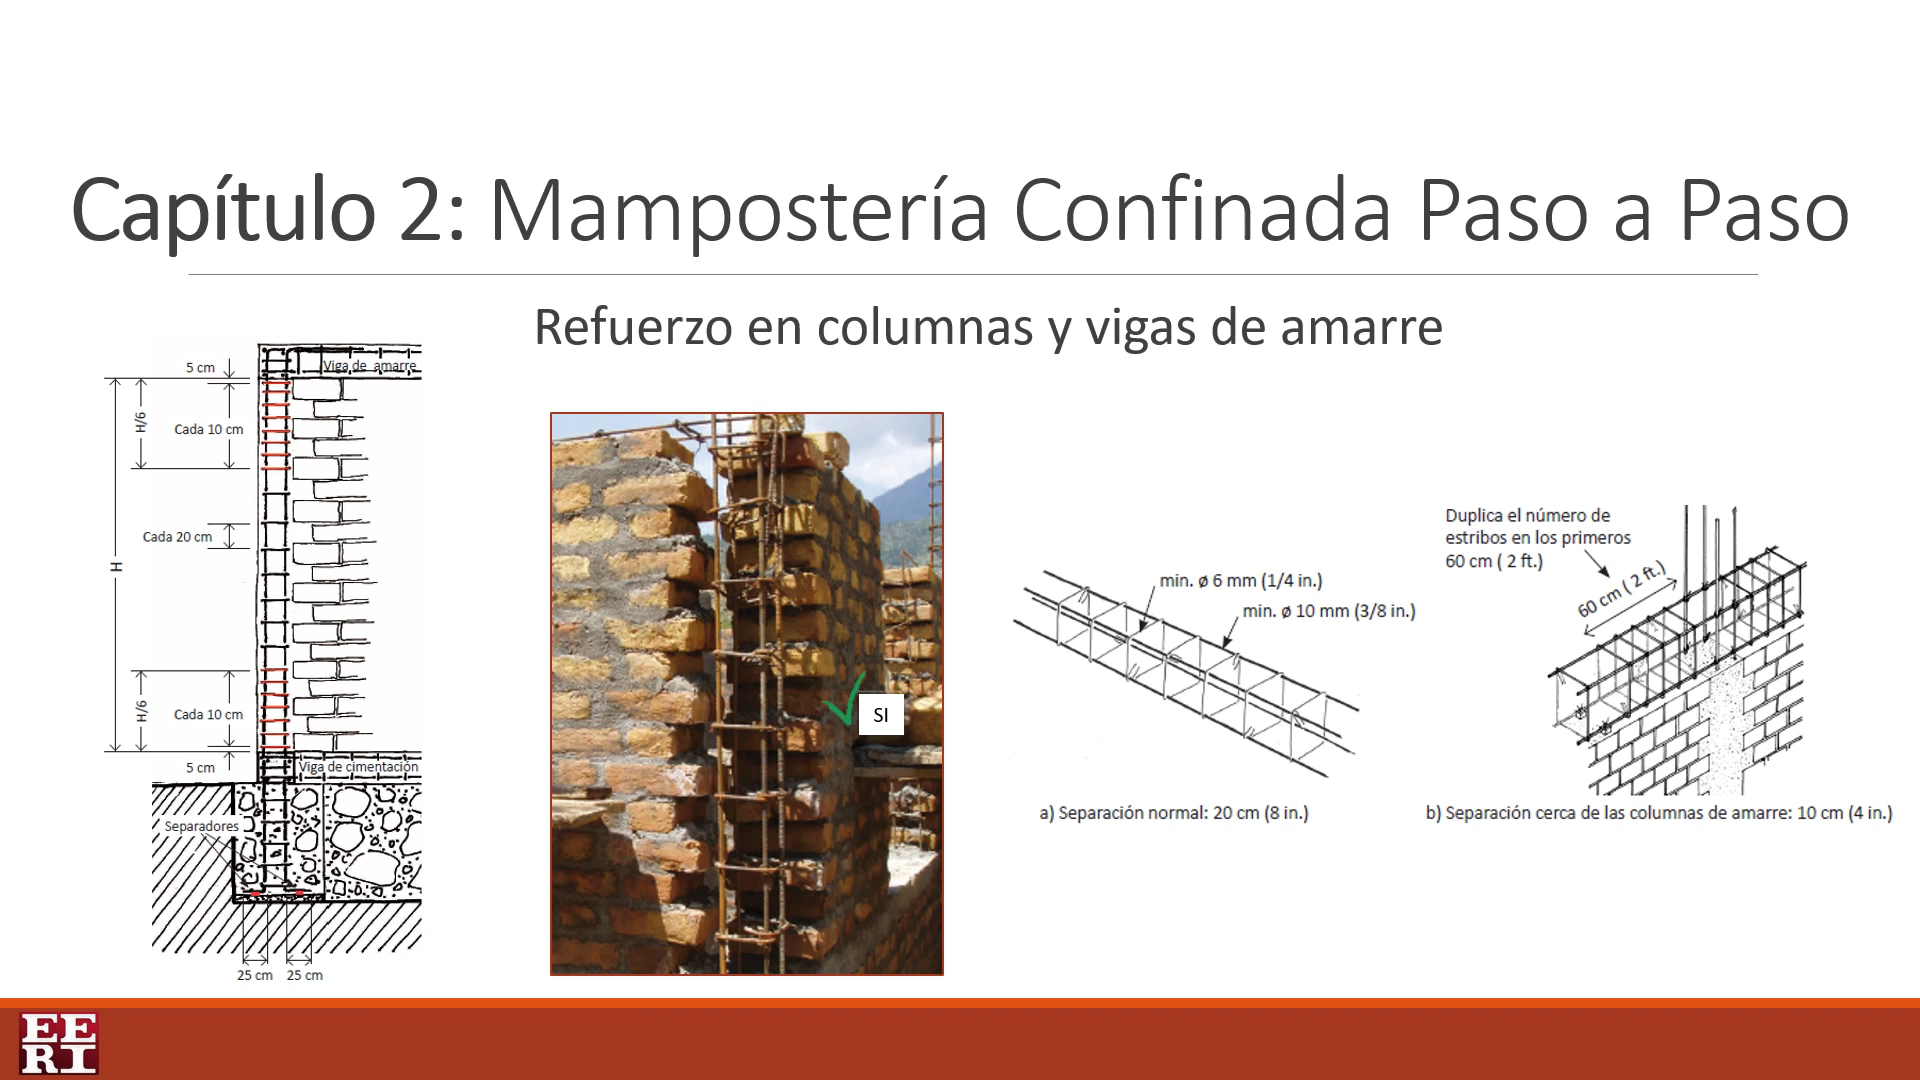 Capítulo 2: Mampostería Confinada Paso a Paso
Refuerzo en columnas y vigas de amarre
Viga de amarre
5 cm
H/6
Cada 10 cm
Cada 20 cm
H
H/6
Cada 10 cm
5 cm
Viga de cimentación
Separadores
25 cm
25 cm
SI
min. ø 6 mm (1/4 in.)
min. ø 10 mm (3/8 in.)
a) Separación normal: 20 cm (8 in.)
Duplica el número de
estribos en los primeros
60 cm ( 2 ft.)
60 cm ( 2 ft.)
b) Separación cerca de las columnas de amarre: 10 cm (4 in.)
EE
RI